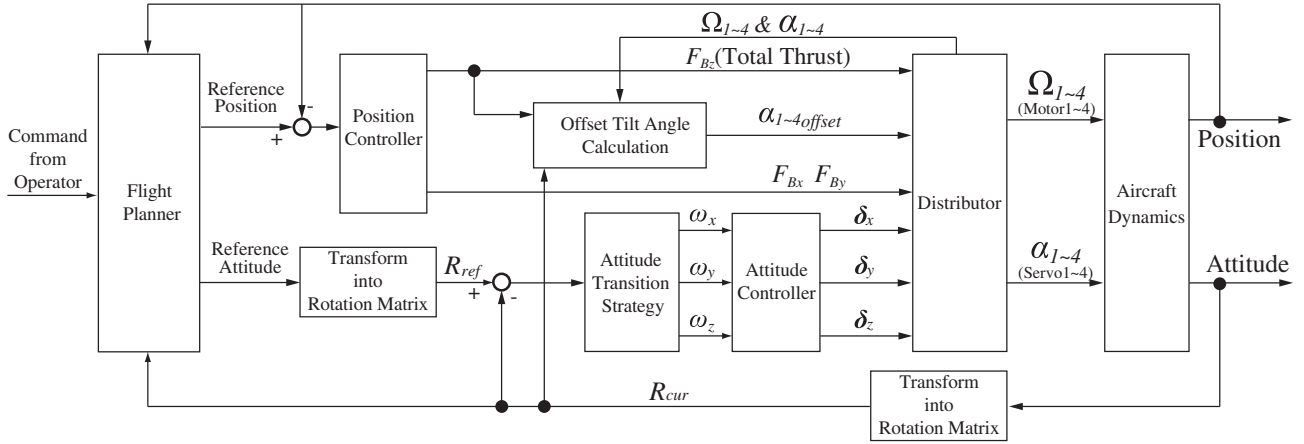 Ω1~4 & α1~4
FBz(Total Thrust)
Reference
Position
-
+
Position
Controller
Offset Tilt Angle
Calculation
α1~4offset
Ω1~4
(Motor1~4)
Position
Command
from
Operator
Flight
Planner
FBx FBy
Distributor
Aircraft
Dynamics
Reference
Attitude
Transform
into
Rotation Matrix
Rref
+
-
Attitude
Transition
Strategy
ωx
ωy
ωz
Attitude
Controller
δx
δy
δz
α1~4
(Servo1~4)
Attitude
Rcur
Transform
into
Rotation Matrix